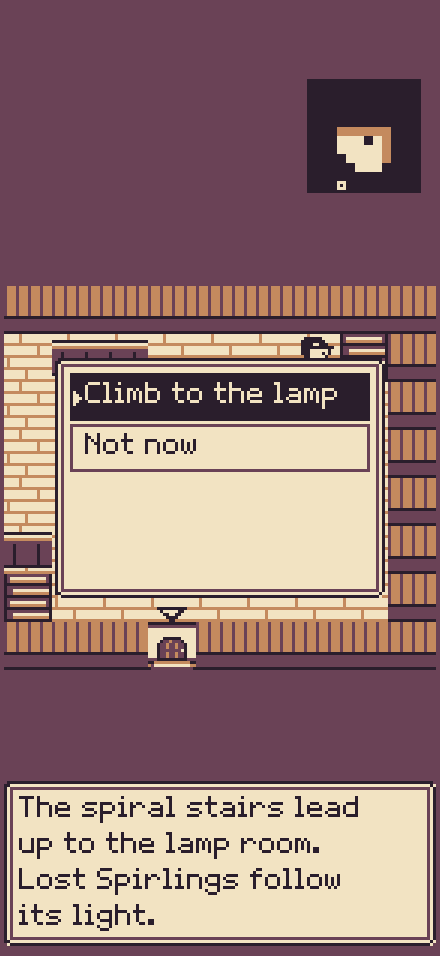 Climb to the lamp
Not now
The spiral stairs lead
up to the lamp room.
Lost Spirlings follow
its light.